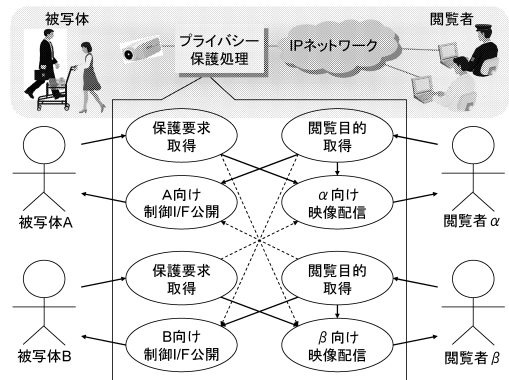 被写体
閲覧者
プライバシー
保護処理
IPネットワーク
保護要求
取得
閲覧目的
取得
A向け
制御I/F公開
α向け
映像配信
被写体A
閲覧者α
保護要求
取得
閲覧目的
取得
B向け
制御I/F公開
β向け
映像配信
被写体B
閲覧者β